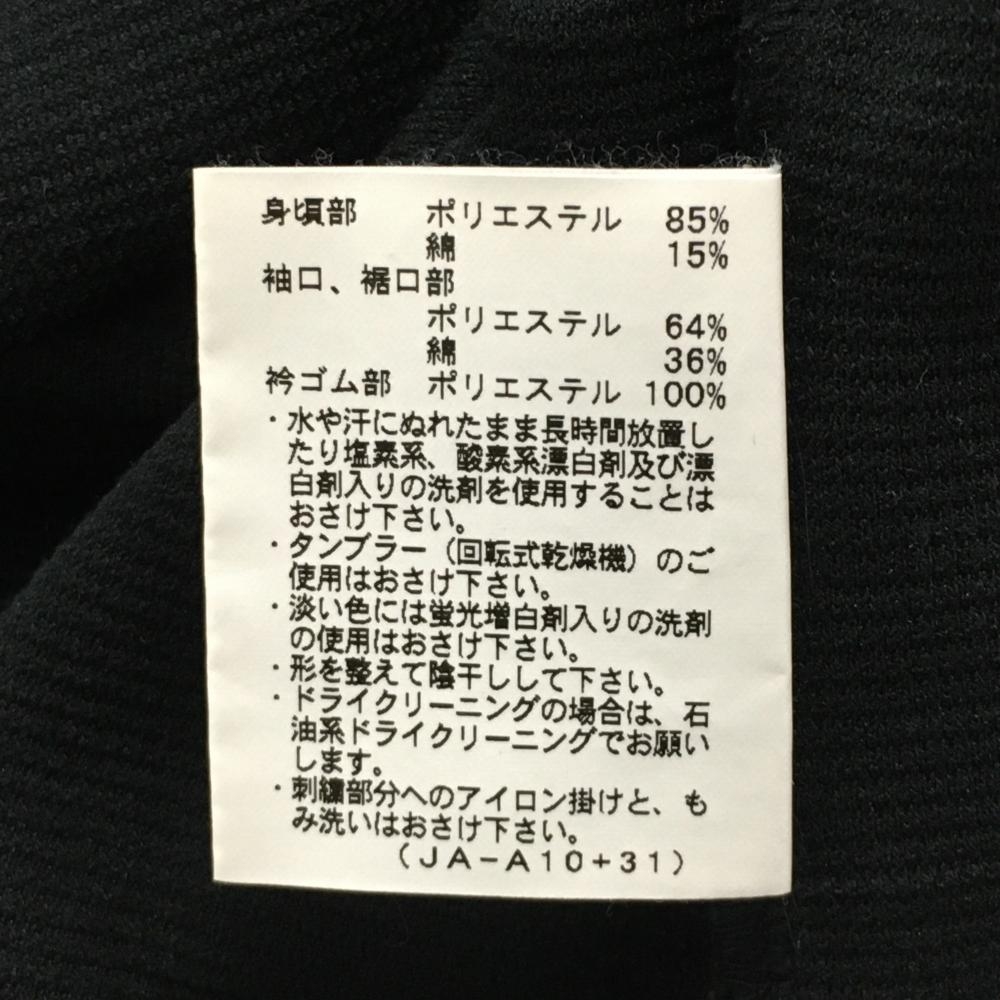 身頃部 ポリエステル 85%
綿 15%
袖口、裾口部
ポリエステル 64%
綿 36%
衿ゴム部 ポリエステル 100%
・水や汗にぬれたまま長時間放置し
たり塩素系、酸素系漂白剤及び漂
白剤入りの洗剤を使用することは
おさけ下さい。
・タンブラー(回転式乾燥機)のご
使用はおさけ下さい。
・淡い色には蛍光増白剤入りの洗剤
の使用はおさけ下さい。
・形を整えて陰干しして下さい。
・ドライクリーニングの場合は、石
油系ドライクリーニングでお願い
します。
・刺繍部分へのアイロン掛けと、も
み洗いはおさけ下さい。
(JA-A10+31)